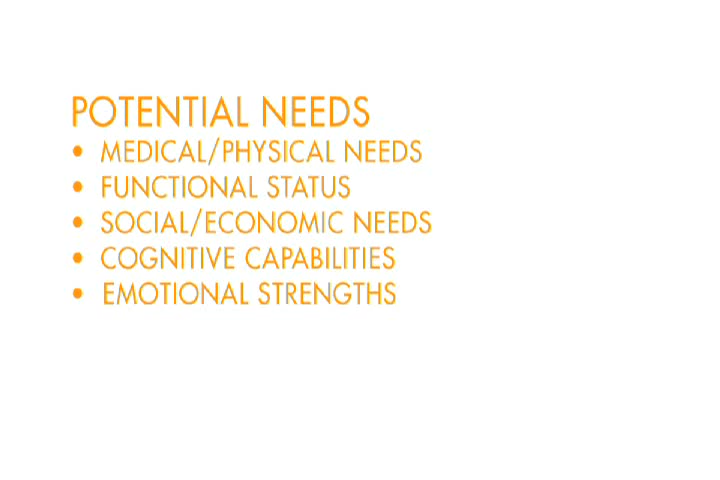 POTENTIAL NEEDS
• MEDICAL/PHYSICAL NEEDS
• FUNCTIONAL STATUS
• SOCIAL/ECONOMIC NEEDS
• COGNITIVE CAPABILITIES
• EMOTIONAL STRENGTHS